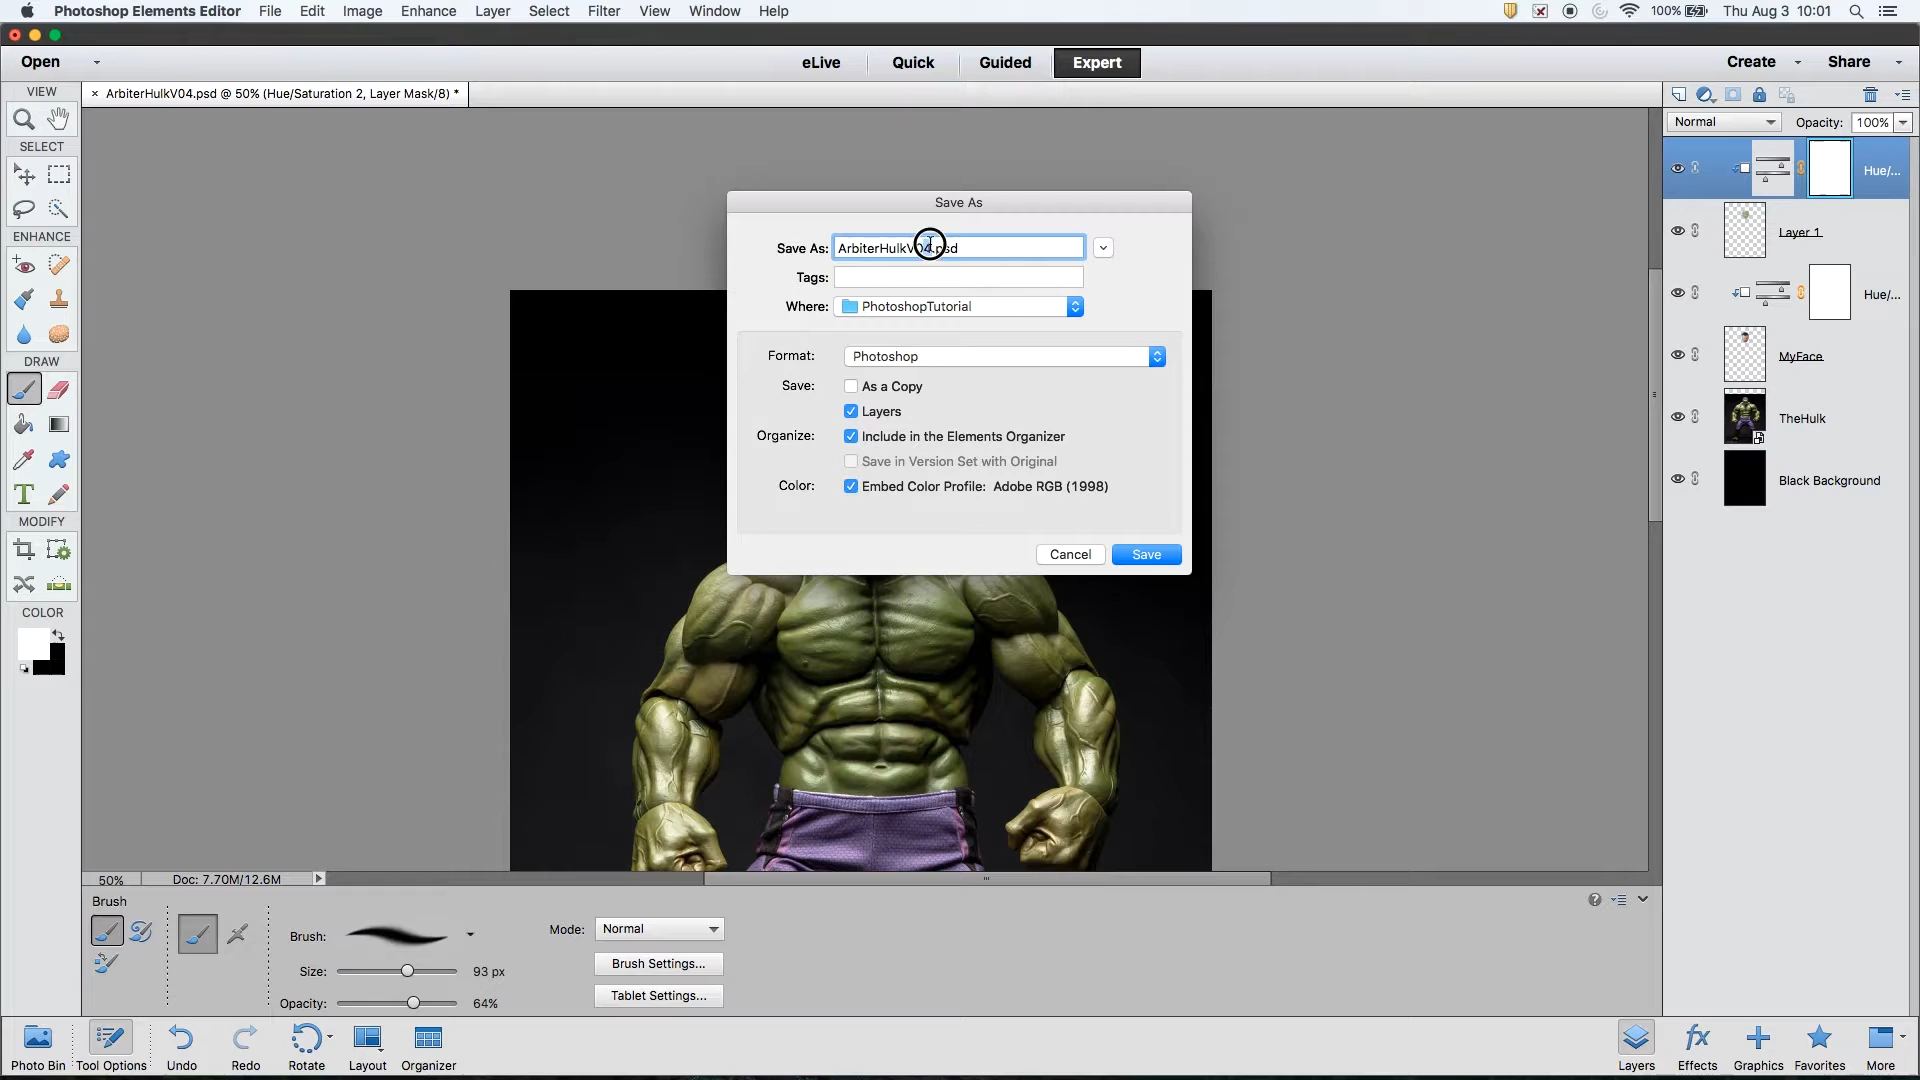 Photoshop Elements Editor File Edit Image Enhance Layer Select Filter View Window Help 100% Thu Aug 3 10:01
Open eLive Quick Guided Expert Create Share
VIEW
× ArbiterHulkV04.psd @ 50% (Hue/Saturation 2, Layer Mask/8) *
Normal Opacity: 100%
SELECT
Hue/...
Save As
Save As: ArbiterHulkV04.psd
Tags:
Where: PhotoshopTutorial
Layer 1
ENHANCE
Hue/...
Format: Photoshop
Save: As a Copy
Layers
Organize: Include in the Elements Organizer
Save in Version Set with Original
Color: Embed Color Profile: Adobe RGB (1998)
Cancel Save
MyFace
DRAW
TheHulk
Black Background
T
MODIFY
COLOR
50% Doc: 7.70M/12.6M
Brush
Brush:
Mode: Normal
Size: 93 px
Brush Settings...
Opacity: 64%
Tablet Settings...
Photo Bin Tool Options Undo Redo Rotate Layout Organizer
fx
Layers Effects Graphics Favorites More